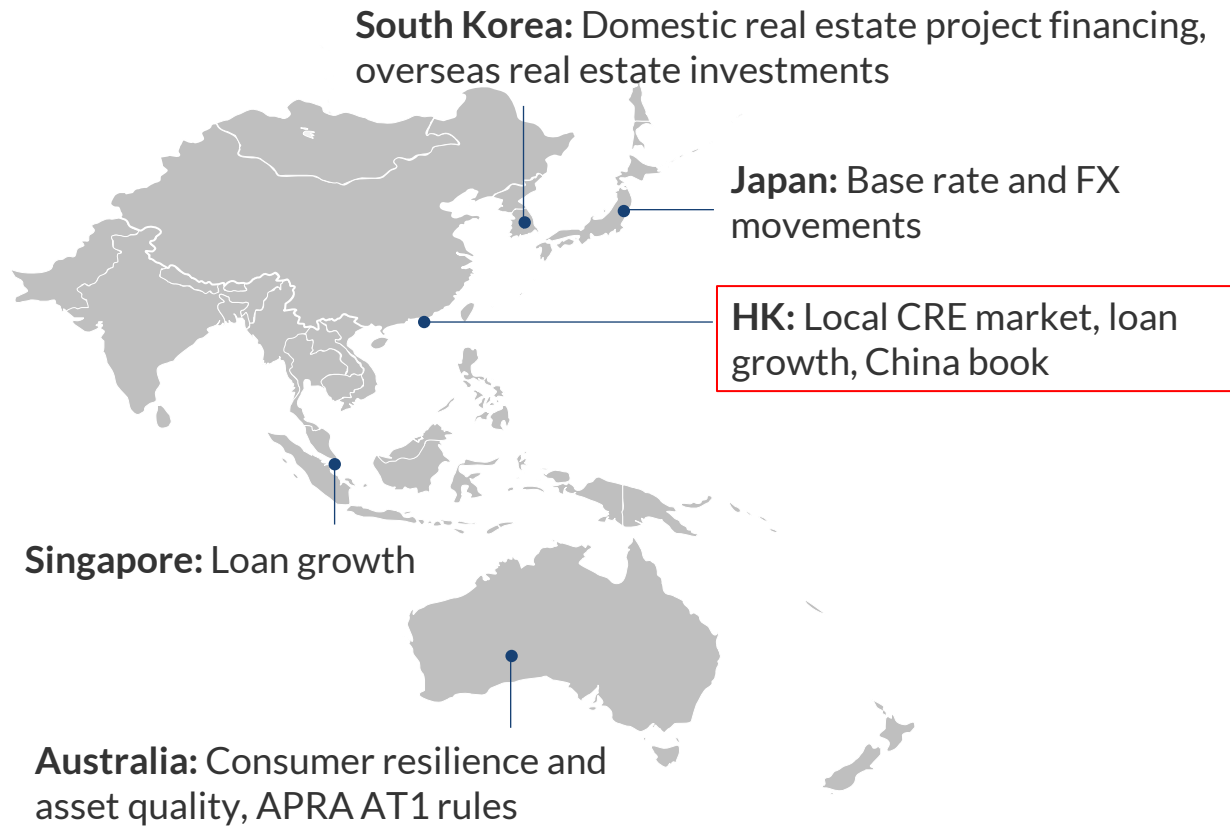 South Korea: Domestic real estate project financing,
overseas real estate investments
Japan: Base rate and FX
movements
HK: Local CRE market, loan
growth, China book
Singapore: Loan growth
Australia: Consumer resilience and
asset quality, APRA AT1 rules